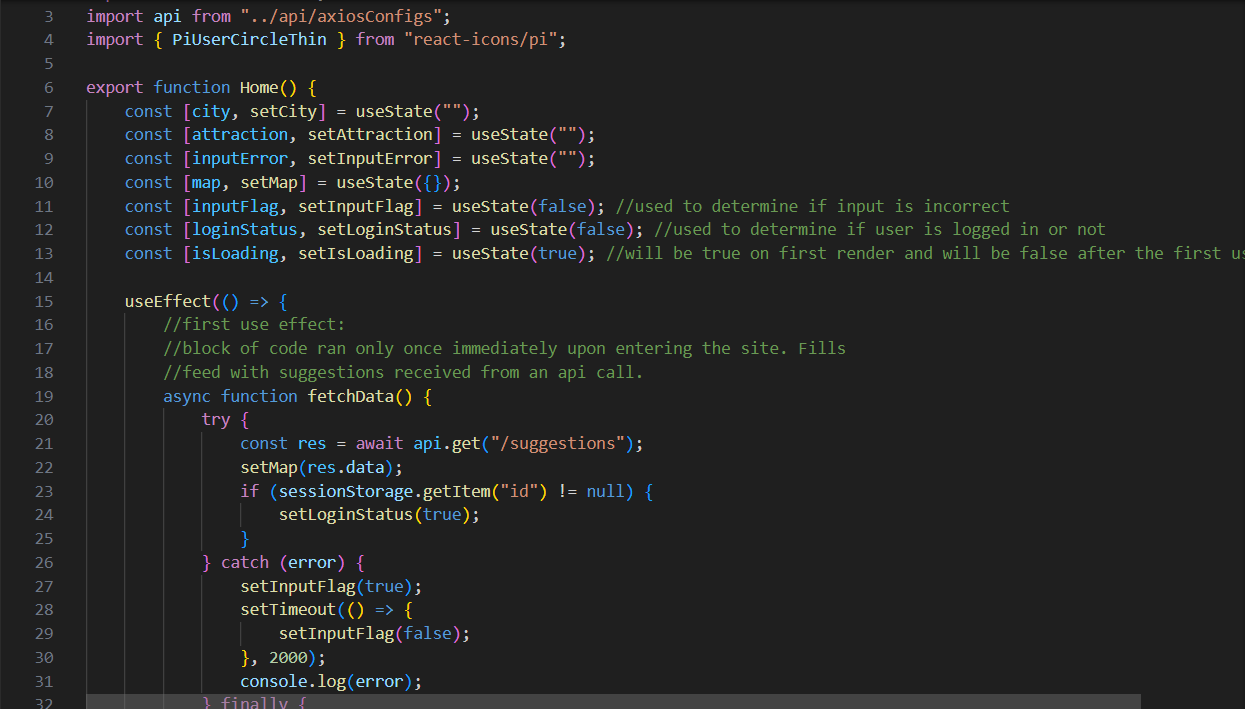 3 import api from "../api/axiosConfigs";
4 import { PiUserCircleThin } from "react-icons/pi";
5
6 export function Home() {
7 const [city, setCity] = useState("");
8 const [attraction, setAttraction] = useState("");
9 const [inputError, setInputError] = useState("");
10 const [map, setMap] = useState({});
11 const [inputFlag, setInputFlag] = useState(false); //used to determine if input is incorrect
12 const [loginStatus, setLoginStatus] = useState(false); //used to determine if user is logged in or not
13 const [isLoading, setIsLoading] = useState(true); //will be true on first render and will be false after the first us
14
15 useEffect(() => {
16 //first use effect:
17 //block of code ran only once immediately upon entering the site. Fills
18 //feed with suggestions received from an api call.
19 async function fetchData() {
20 try {
21 const res = await api.get("/suggestions");
22 setMap(res.data);
23 if (sessionStorage.getItem("id") != null) {
24 setLoginStatus(true);
25 }
26 } catch (error) {
27 setInputFlag(true);
28 setTimeout(() => {
29 setInputFlag(false);
30 }, 2000);
31 console.log(error);
32 } finally {